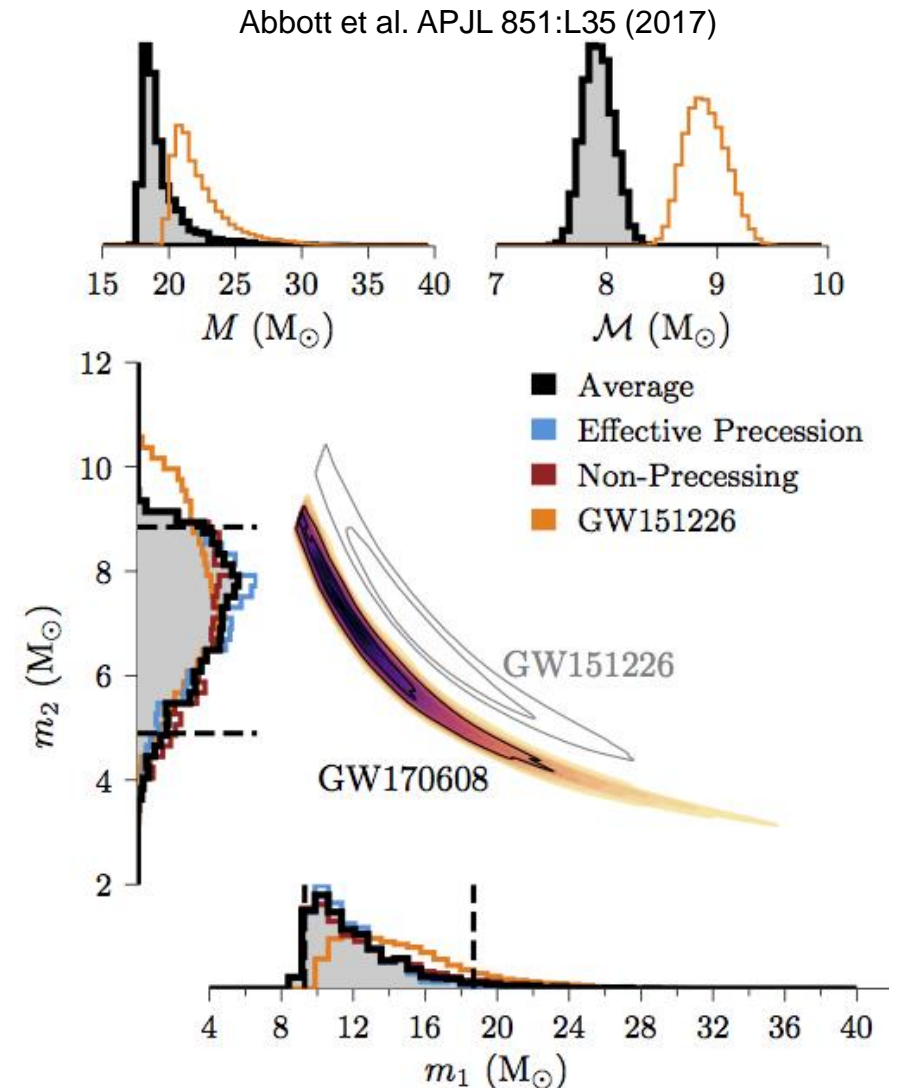 Abbott et al. APJL 851:L35 (2017)
15 20 25 30 35 40
M (M☉)
7 8 9 10
ℳ (M☉)
12
10
8
6
4
2
m₂ (M☉)
Average
Effective Precession
Non-Precessing
GW151226
GW151226
GW170608
4 8 12 16 20 24 28 32 36 40
m₁ (M☉)